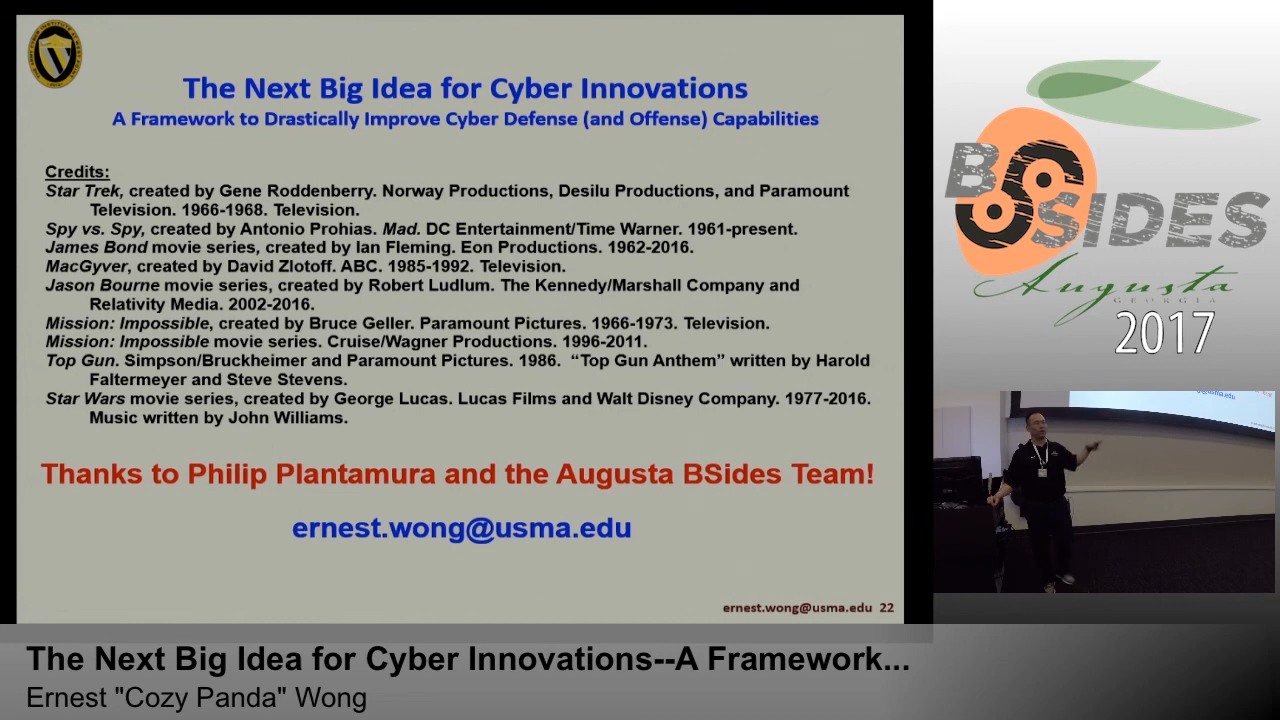 The Next Big Idea for Cyber Innovations
A Framework to Drastically Improve Cyber Defense (and Offense) Capabilities
Credits:
Star Trek, created by Gene Roddenberry. Norway Productions, Desilu Productions, and Paramount
Television. 1966-1968. Television.
Spy vs. Spy, created by Antonio Prohias. Mad. DC Entertainment/Time Warner. 1961-present.
James Bond movie series, created by Ian Fleming. Eon Productions. 1962-2016.
MacGyver, created by David Zlotoff. ABC. 1985-1992. Television.
Jason Bourne movie series, created by Robert Ludlum. The Kennedy/Marshall Company and
Relativity Media. 2002-2016.
Mission: Impossible, created by Bruce Geller. Paramount Pictures. 1966-1973. Television.
Mission: Impossible movie series. Cruise/Wagner Productions. 1996-2011.
Top Gun. Simpson/Bruckheimer and Paramount Pictures. 1986. “Top Gun Anthem” written by Harold
Faltermeyer and Steve Stevens.
Star Wars movie series, created by George Lucas. Lucas Films and Walt Disney Company. 1977-2016.
Music written by John Williams.
Thanks to Philip Plantamura and the Augusta BSides Team!
ernest.wong@usma.edu
ernest.wong@usma.edu 22
BSIDES
Augusta
GEORGIA
2017
The Next Big Idea for Cyber Innovations--A Framework...
Ernest "Cozy Panda" Wong